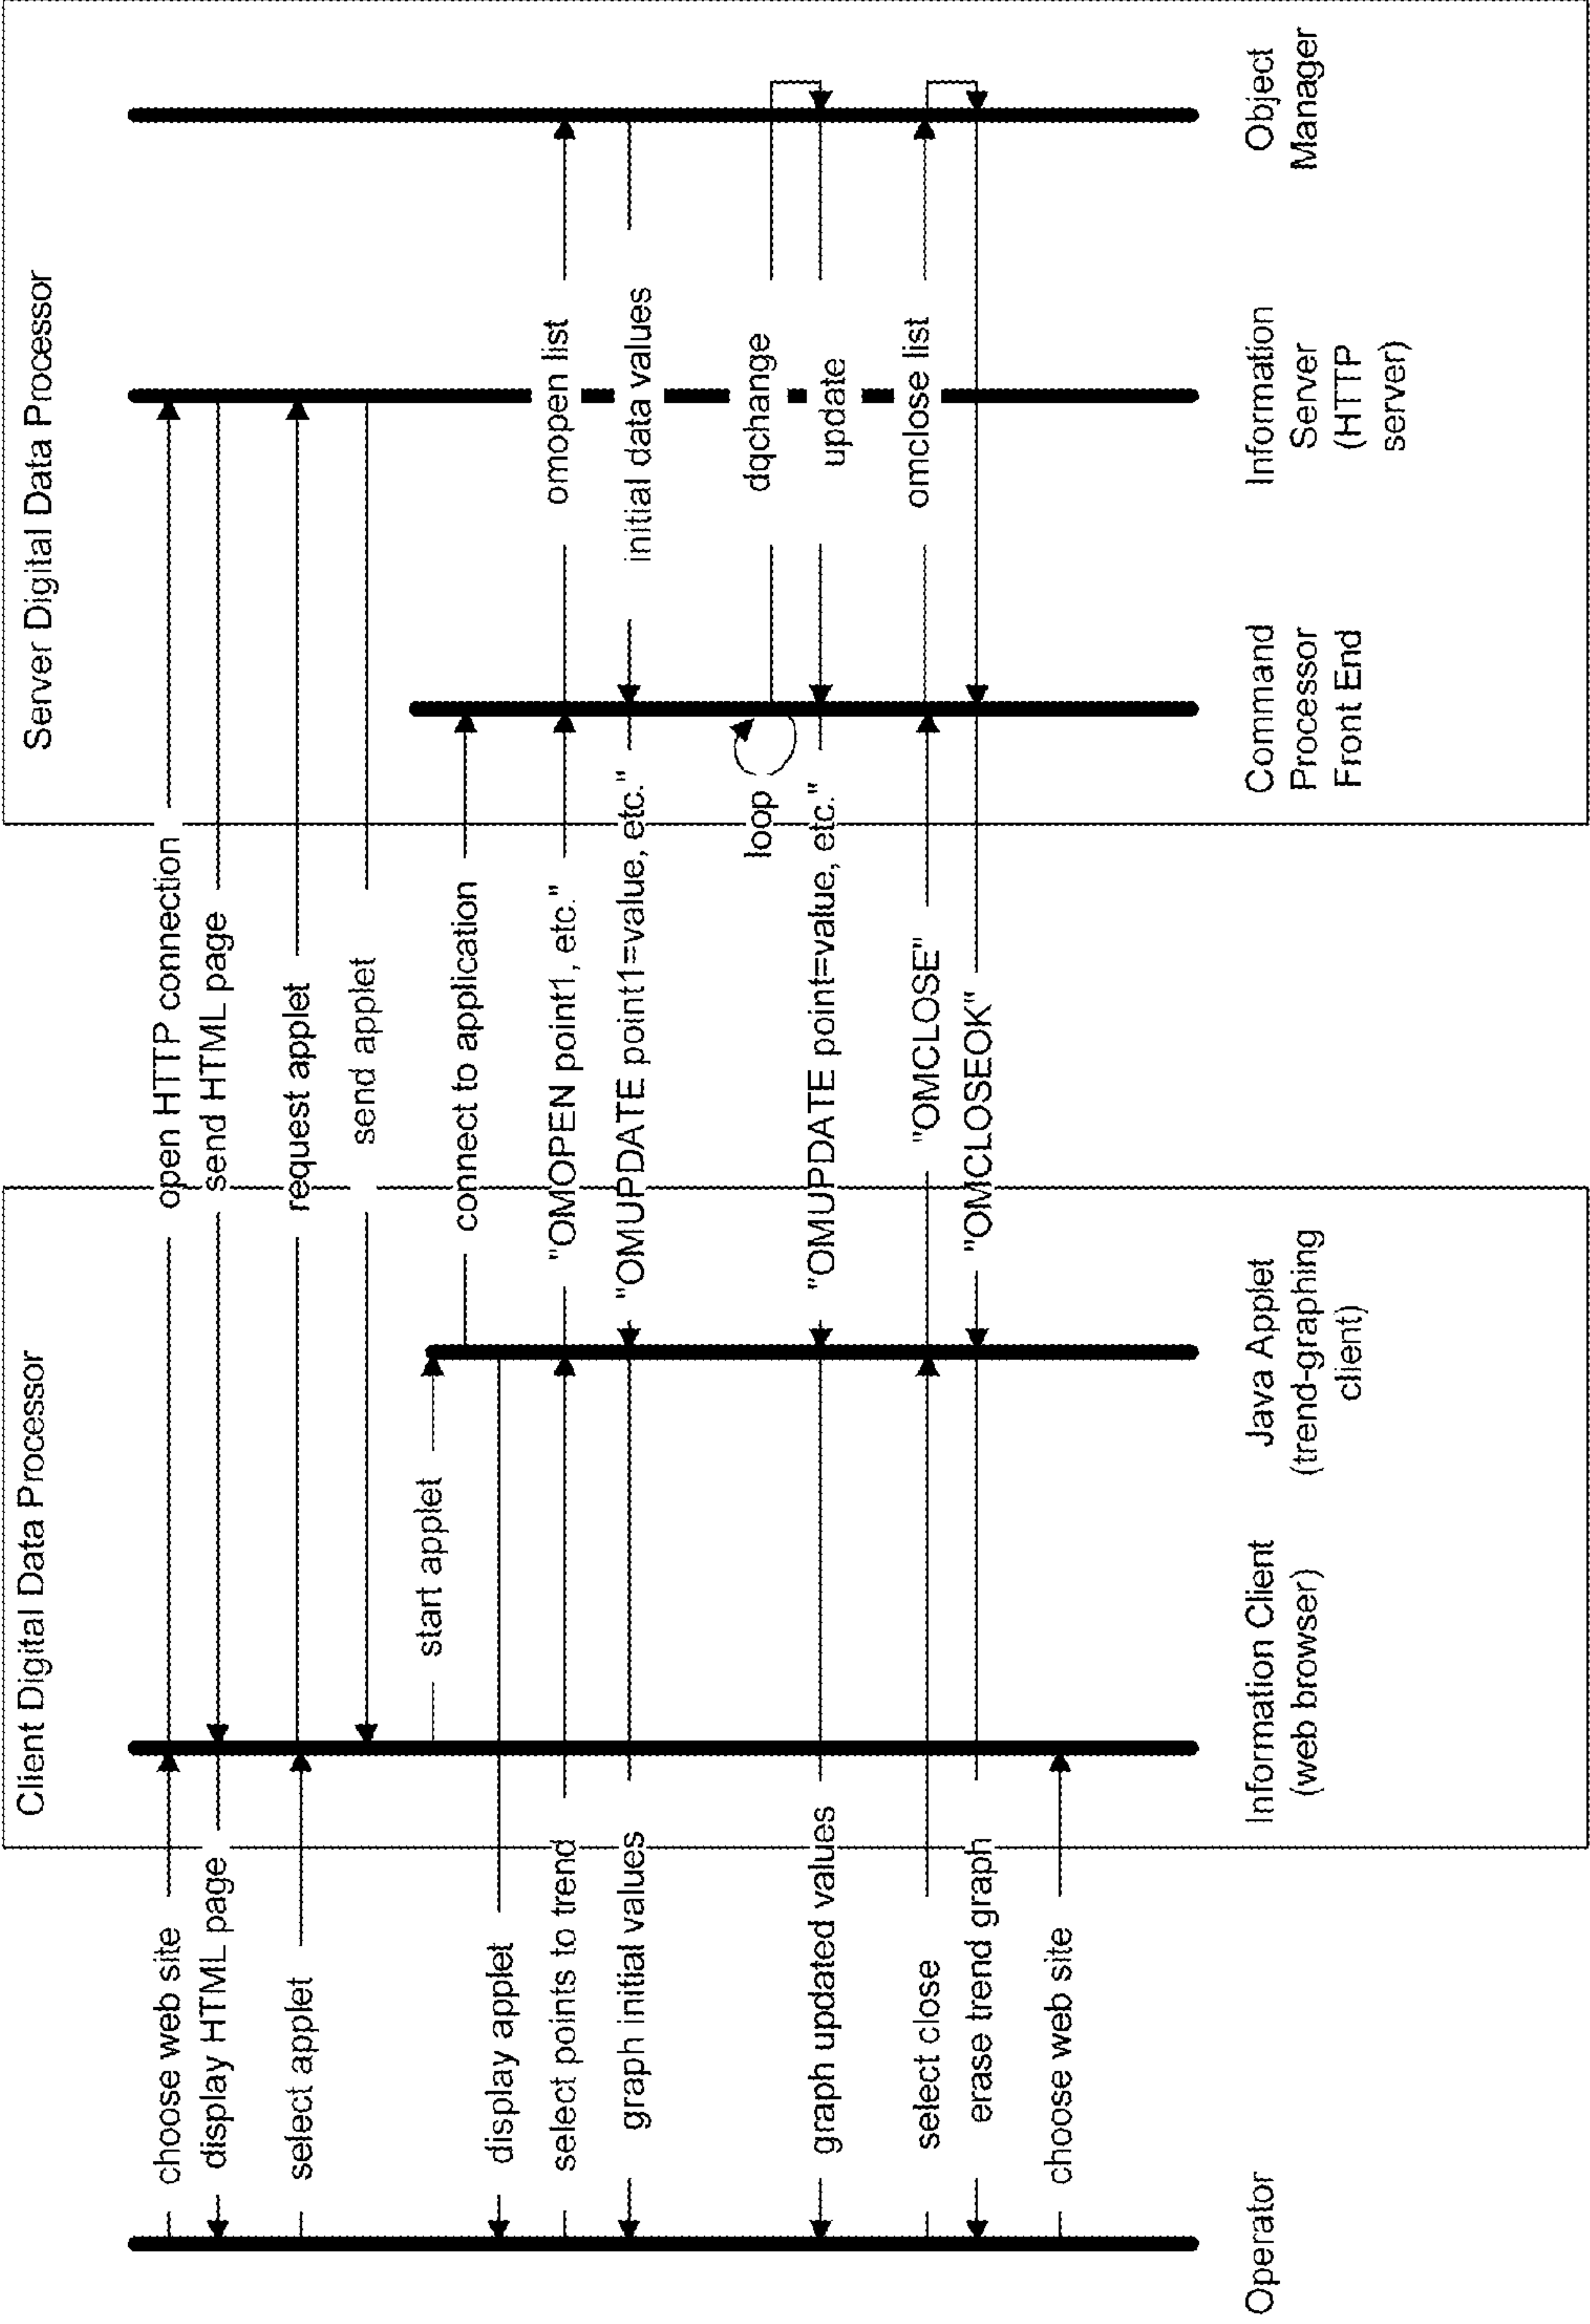 Client Digital Data Processor
Server Digital Data Processor
choose web site
open HTTP connection
display HTML page
send HTML page
select applet
request applet
send applet
start applet
connect to application
display applet
select points to trend
"OMOPEN point1, etc."
omopen list
graph initial values
"OMUPDATE point1=value, etc."
initial data values
loop
dqchange
graph updated values
"OMUPDATE point=value, etc."
update
select close
"OMCLOSE"
omclose list
erase trend graph
"OMCLOSEOK"
choose web site
Operator
Information Client
(web browser)
Java Applet
(trend-graphing
client)
Command
Processor
Front End
Information
Server
(HTTP
server)
Object
Manager